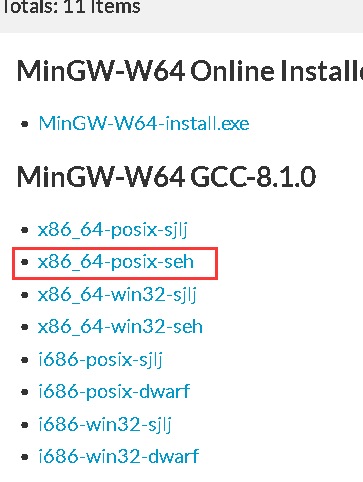 Totals: 11 Items
MinGW-W64 Online Installe
MinGW-W64-install.exe
MinGW-W64 GCC-8.1.0
x86_64-posix-sjlj
x86_64-posix-seh
x86_64-win32-sjlj
x86_64-win32-seh
i686-posix-sjlj
i686-posix-dwarf
i686-win32-sjlj
i686-win32-dwarf